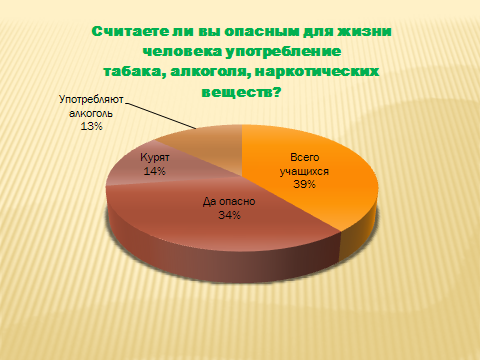 Считаете ли вы опасным для жизни
человека употребление
табака, алкоголя, наркотических
веществ?
Употребляют
алкоголь
13%
Курят
14%
Всего
учащихся
39%
Да опасно
34%